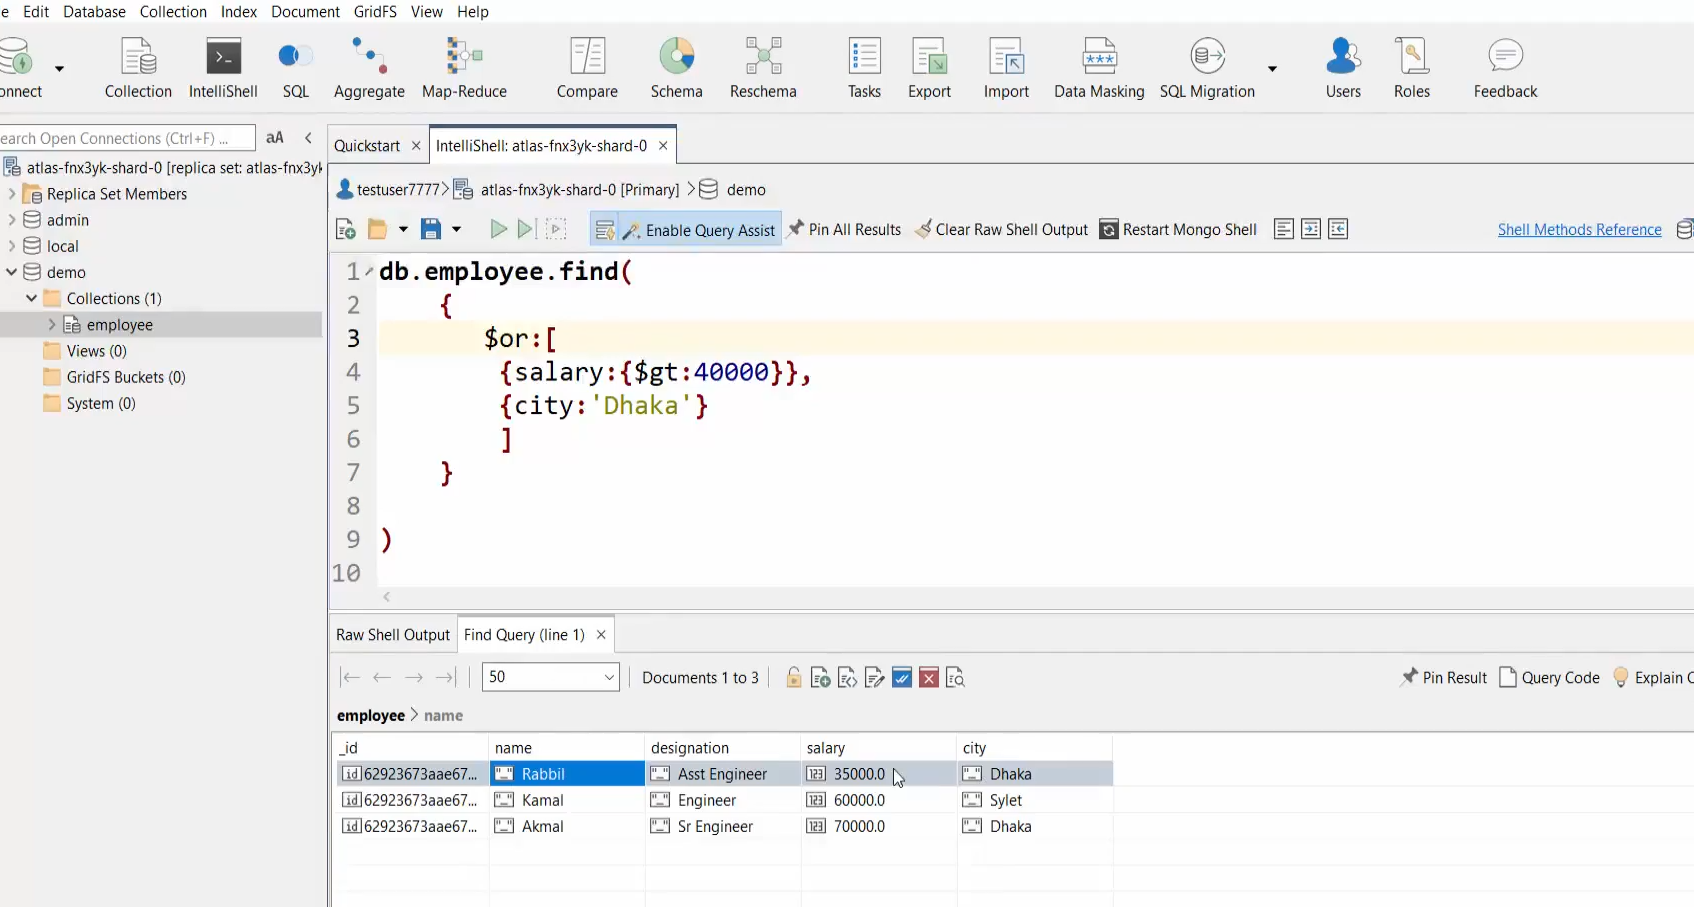 e Edit Database Collection Index Document GridFS View Help
onnect Collection IntelliShell SQL Aggregate Map-Reduce Compare Schema Reschema Tasks Export Import Data Masking SQL Migration Users Roles Feedback
earch Open Connections (Ctrl+F) ... aA
Quickstart × IntelliShell: atlas-fnx3yk-shard-0 ×
atlas-fnx3yk-shard-0 [replica set: atlas-fnx3yk
Replica Set Members
admin
local
demo
Collections (1)
employee
Views (0)
GridFS Buckets (0)
System (0)
testuser7777 > atlas-fnx3yk-shard-0 [Primary] > demo
Enable Query Assist Pin All Results Clear Raw Shell Output Restart Mongo Shell Shell Methods Reference
1 db.employee.find(
2 {
3 $or:[
4 {salary:{$gt:40000}},
5 {city:'Dhaka'}
6 ]
7 }
8
9 )
10
Raw Shell Output Find Query (line 1) ×
50 Documents 1 to 3 Pin Result Query Code Explain
employee > name
_id name designation salary city
id 62923673aae67... "_" Rabbil "_" Asst Engineer 123 35000.0 "_" Dhaka
id 62923673aae67... "_" Kamal "_" Engineer 123 60000.0 "_" Sylet
id 62923673aae67... "_" Akmal "_" Sr Engineer 123 70000.0 "_" Dhaka